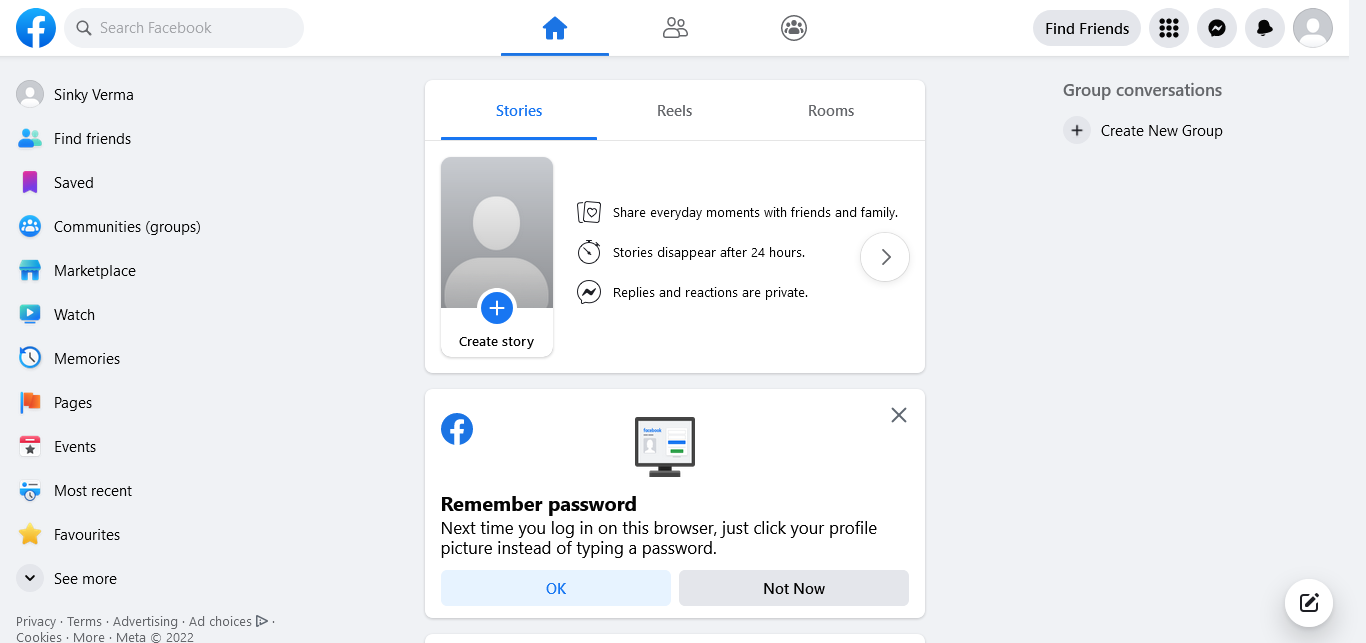 Search Facebook
Find Friends
Sinky Verma
Find friends
Saved
Communities (groups)
Marketplace
Watch
Memories
Pages
Events
Most recent
Favourites
See more
Privacy · Terms · Advertising · Ad choices ·
Cookies · More · Meta © 2022
Stories Reels Rooms
Create story
Share everyday moments with friends and family.
Stories disappear after 24 hours.
Replies and reactions are private.
facebook
Remember password
Next time you log in on this browser, just click your profile
picture instead of typing a password.
OK Not Now
Group conversations
Create New Group